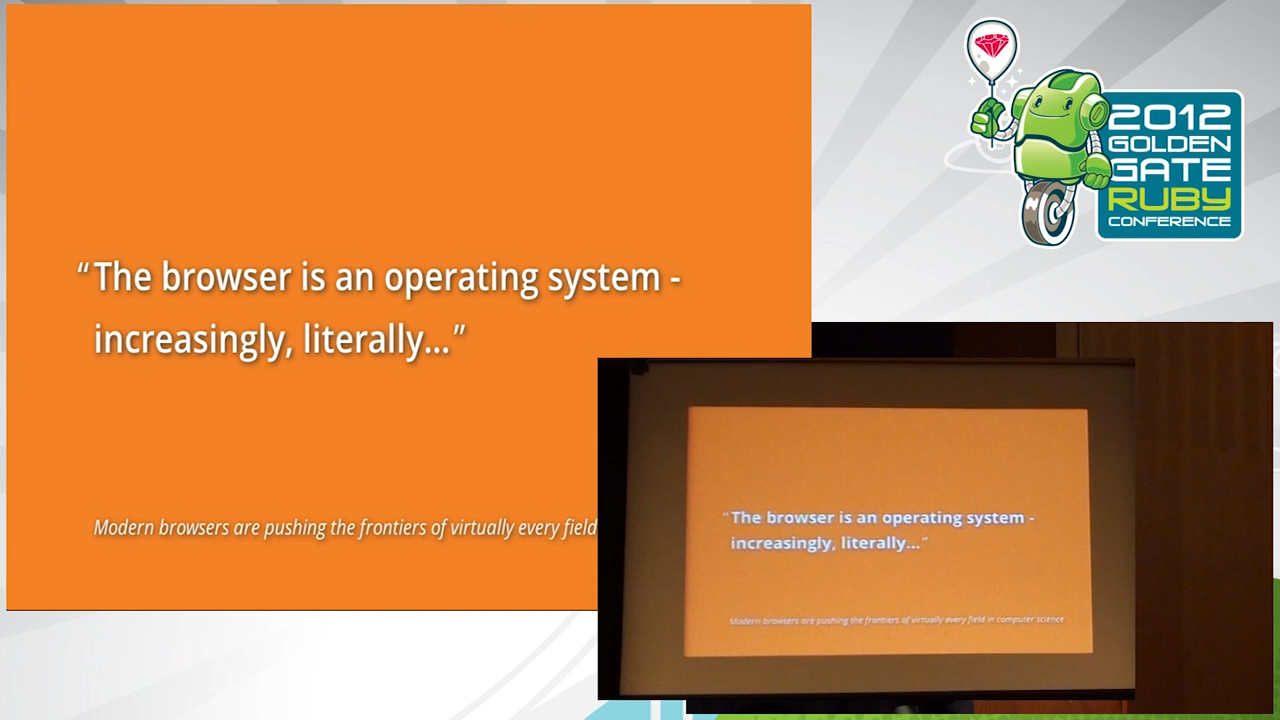 “The browser is an operating system -
increasingly, literally...”
Modern browsers are pushing the frontiers of virtually every field
2012
GOLDEN
GATE
RUBY
CONFERENCE
“The browser is an operating system -
increasingly, literally...”
Modern browsers are pushing the frontiers of virtually every field in computer science